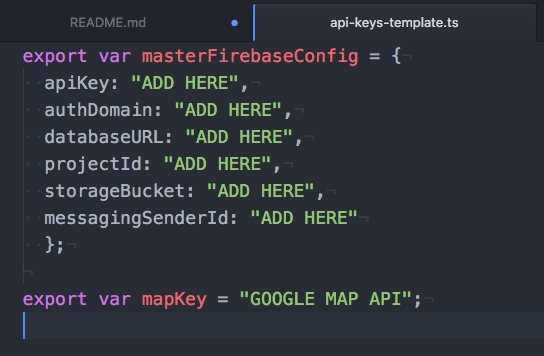 README.md
api-keys-template.ts
export var masterFirebaseConfig = {
apiKey: "ADD HERE",
authDomain: "ADD HERE",
databaseURL: "ADD HERE",
projectId: "ADD HERE",
storageBucket: "ADD HERE",
messagingSenderId: "ADD HERE"
};
export var mapKey = "GOOGLE MAP API";